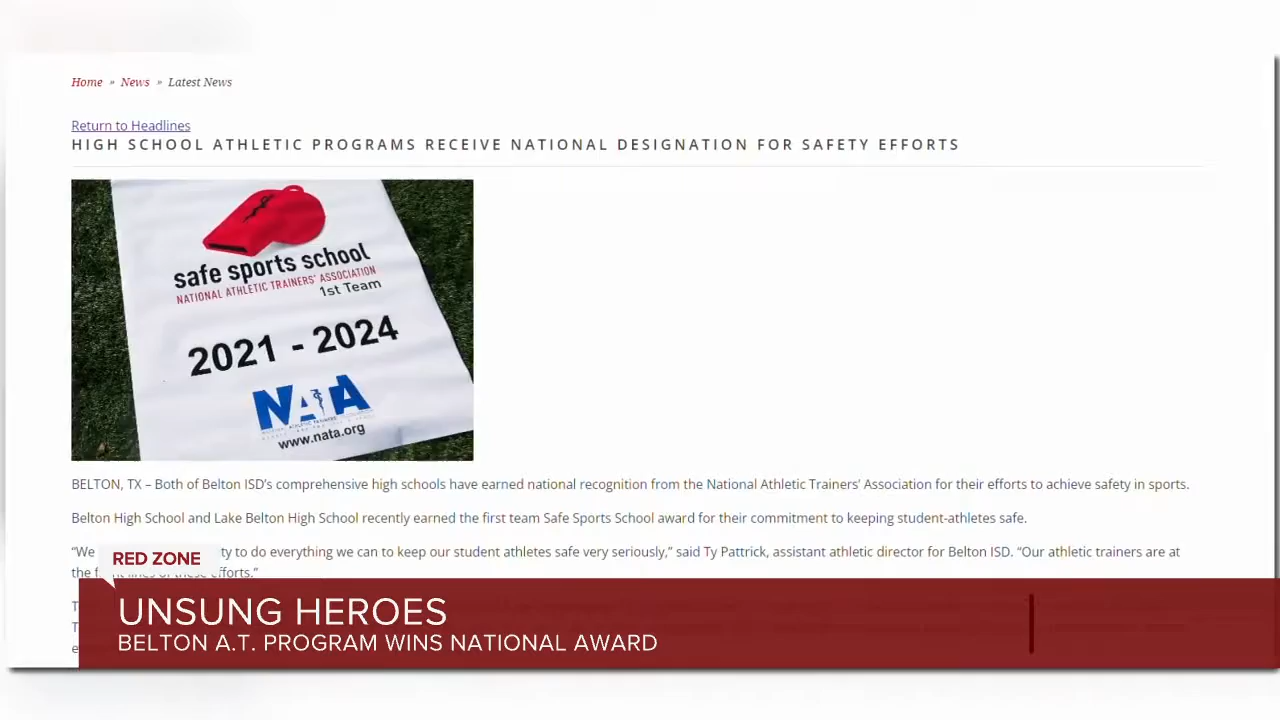 Home » News » Latest News
Return to Headlines
HIGH SCHOOL ATHLETIC PROGRAMS RECEIVE NATIONAL DESIGNATION FOR SAFETY EFFORTS
safe sports school
NATIONAL ATHLETIC TRAINERS' ASSOCIATION
1st Team
2021 - 2024
NATA
www.nata.org
BELTON, TX – Both of Belton ISD’s comprehensive high schools have earned national recognition from the National Athletic Trainers’ Association for their efforts to achieve safety in sports.
Belton High School and Lake Belton High School recently earned the first team Safe Sports School award for their commitment to keeping student-athletes safe.
“We ty to do everything we can to keep our student athletes safe very seriously,” said Ty Pattrick, assistant athletic director for Belton ISD. “Our athletic trainers are at
the front lines of these efforts.”
RED ZONE
UNSUNG HEROES
BELTON A.T. PROGRAM WINS NATIONAL AWARD